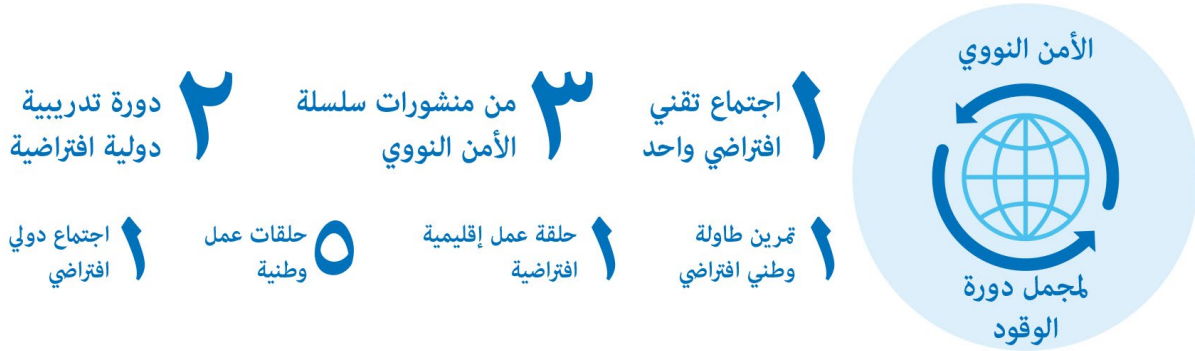 الأمن النووي
لمجمل دورة
الوقود
١ اجتماع تقني
افتراضي واحد
٣ من منشورات سلسلة
الأمن النووي
٢ دورة تدريبية
دولية افتراضية
١ تمرين طاولة
وطني افتراضي
١ حلقة عمل إقليمية
افتراضية
٥ حلقات عمل
وطنية
١ اجتماع دولي
افتراضي